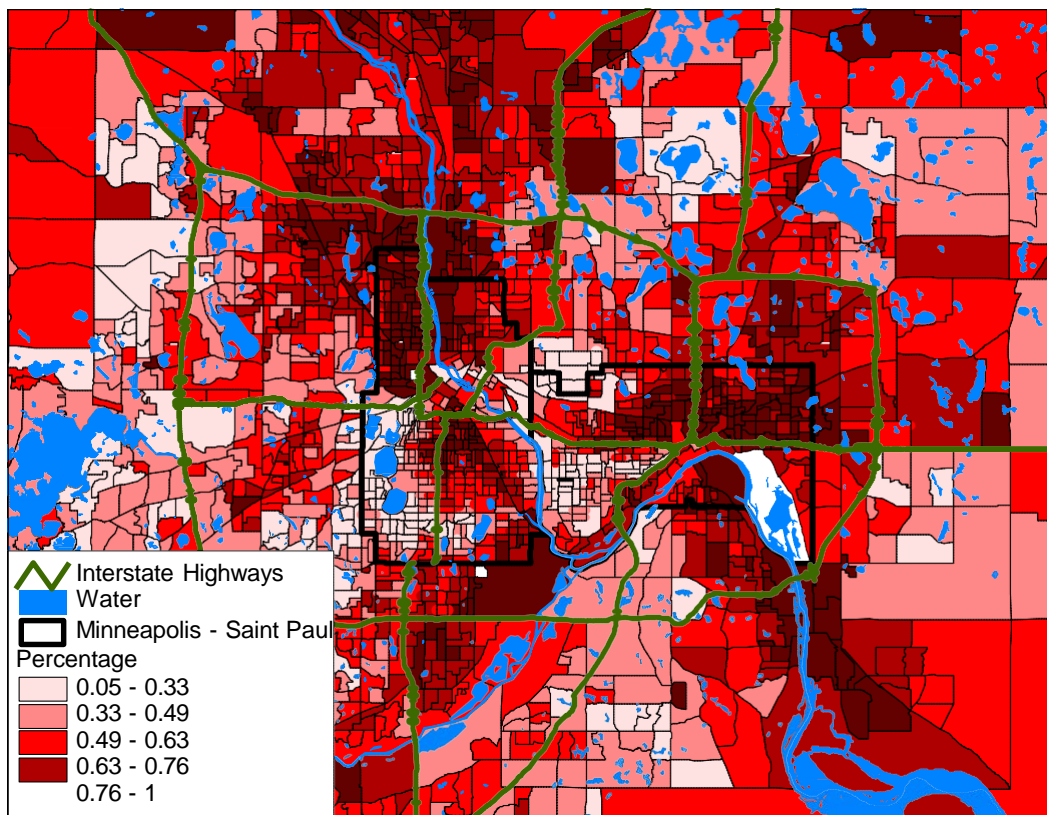 Interstate Highways
Water
Minneapolis - Saint Paul
Percentage
0.05 - 0.33
0.33 - 0.49
0.49 - 0.63
0.63 - 0.76
0.76 - 1